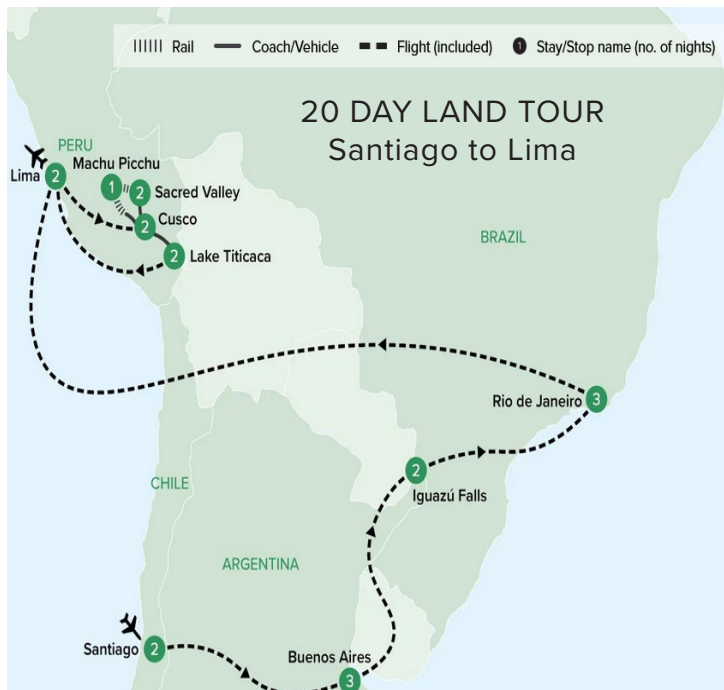 Rail Coach/Vehicle Flight (included) 1 Stay/Stop name (no. of nights)
20 DAY LAND TOUR
Santiago to Lima
PERU
Machu Picchu
Lima 2
1
2 Sacred Valley
2 Cusco
2 Lake Titicaca
BRAZIL
Rio de Janeiro 3
2
Iguazú Falls
CHILE
ARGENTINA
Santiago 2
Buenos Aires
3